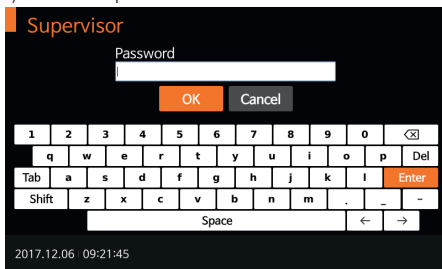 Supervisor
Password
OK Cancel
1 2 3 4 5 6 7 8 9 0
q w e r t y u i o p Del
Tab a s d f g h j k l Enter
Shift z x c v b n m . _ -
Space ← →
2017.12.06 09:21:45